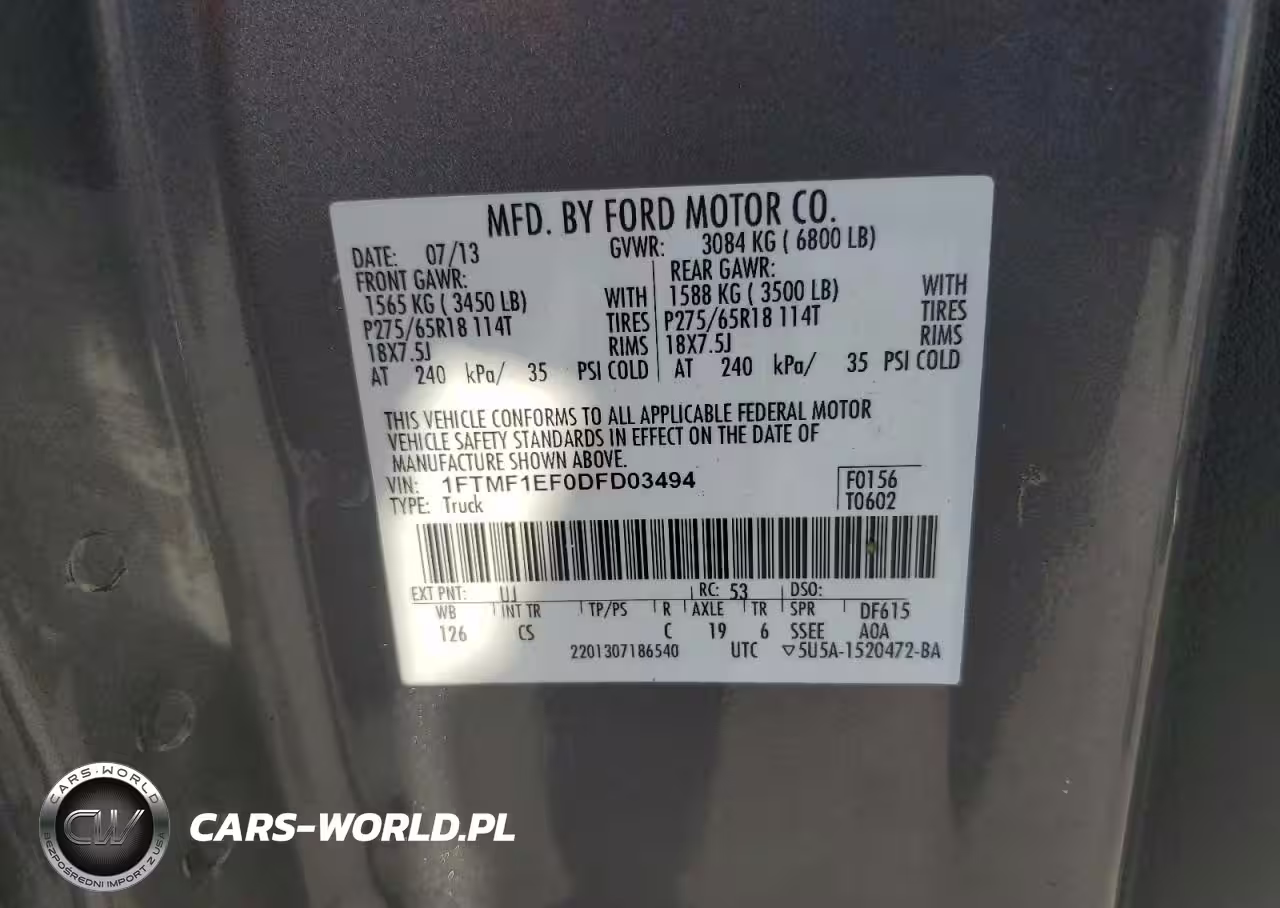 MFD. BY FORD MOTOR CO.
DATE: 07/13 GVWR: 3084 KG ( 6800 LB)
FRONT GAWR: REAR GAWR:
1565 KG ( 3450 LB) WITH 1588 KG ( 3500 LB) WITH
P275/65R18 114T TIRES P275/65R18 114T TIRES
18X7.5J RIMS 18X7.5J RIMS
AT 240 kPa/ 35 PSI COLD AT 240 kPa/ 35 PSI COLD
THIS VEHICLE CONFORMS TO ALL APPLICABLE FEDERAL MOTOR
VEHICLE SAFETY STANDARDS IN EFFECT ON THE DATE OF
MANUFACTURE SHOWN ABOVE.
VIN: 1FTMF1EF0DFD03494 F0156
TYPE: Truck T0602
EXT PNT: UJ RC: 53 DSO:
WB INT TR TP/PS R AXLE TR SPR DF615
126 CS C 19 6 SSEE A0A
2201307186540 UTC ▽5U5A-1520472-BA
CARS-WORLD
CW
BEZPOŚREDNI IMPORT Z USA
CARS-WORLD.PL